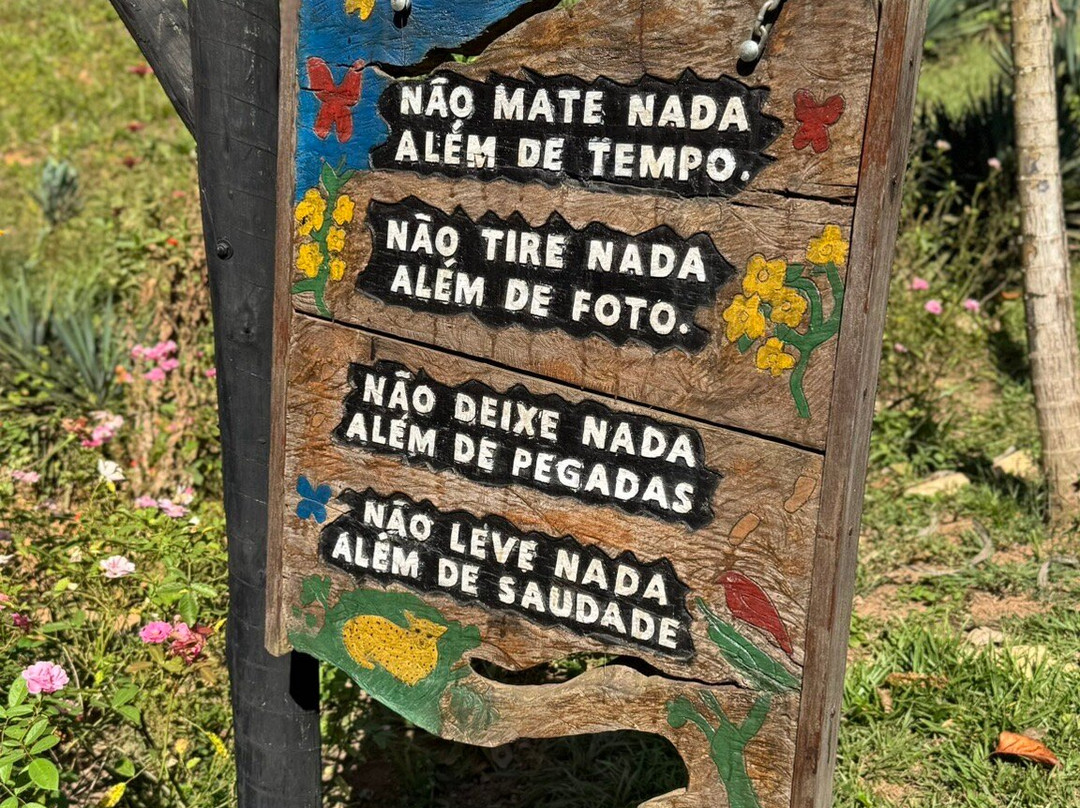 NÃO MATE NADA
ALÉM DE TEMPO.
NÃO TIRE NADA
ALÉM DE FOTO.
NÃO DEIXE NADA
ALÉM DE PEGADAS
NÃO LEVE NADA
ALÉM DE SAUDADE